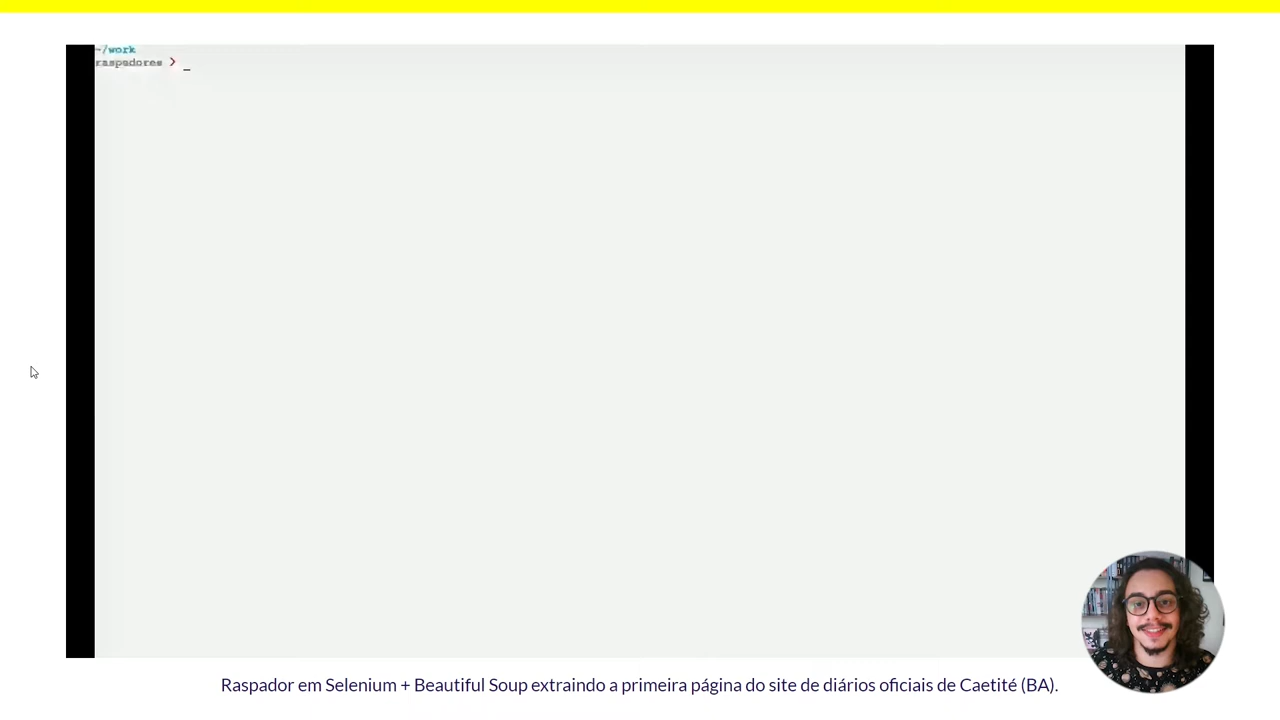 ~/work
raspadores > _
Raspador em Selenium + Beautiful Soup extraindo a primeira página do site de diários oficiais de Caetité (BA).